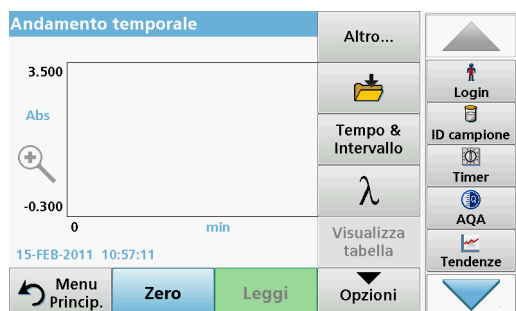 Andamento temporale
3.500
Abs
-0.300
0
min
15-FEB-2011 10:57:11
Menu
Princip.
Zero
Leggi
Altro...
Tempo &
Intervallo
λ
Visualizza
tabella
Opzioni
Login
ID campione
Timer
AQA
Tendenze